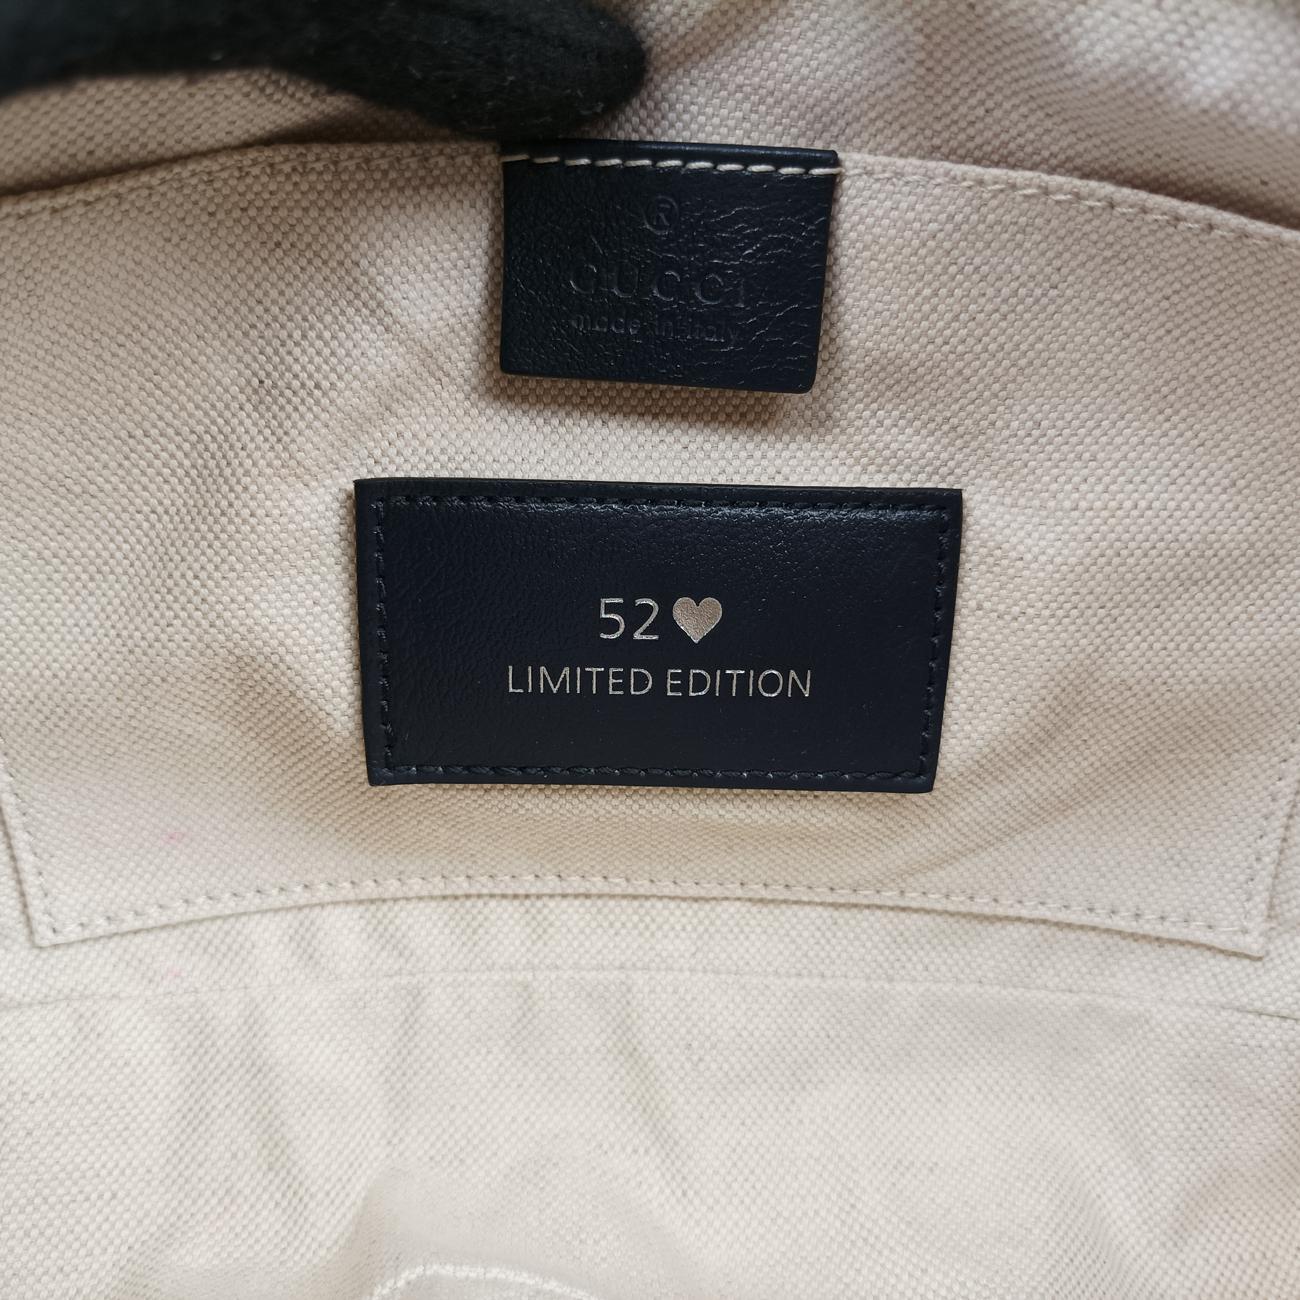 ®
GUCCI
made in italy
52♥
LIMITED EDITION